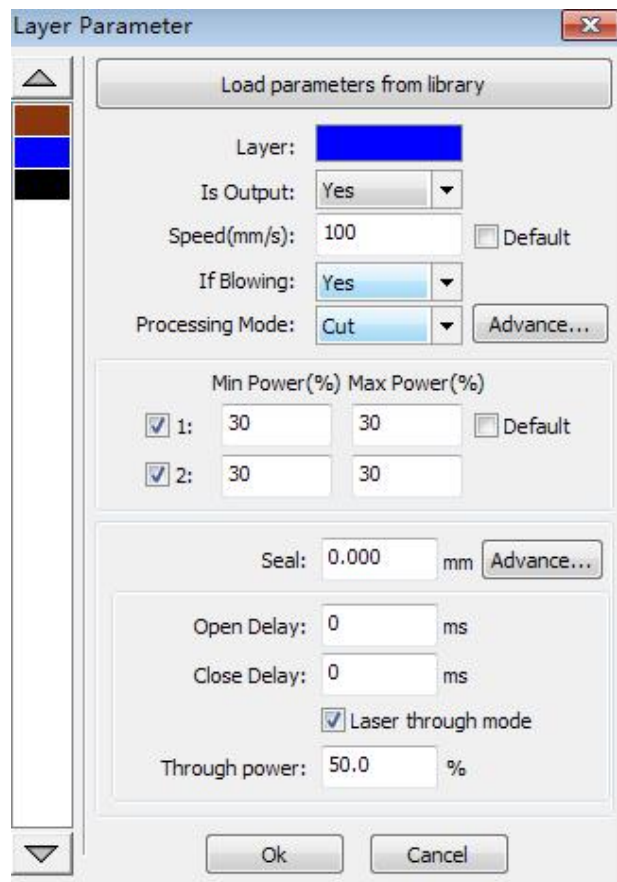 Layer Parameter
Load parameters from library
Layer:
Is Output: Yes
Speed(mm/s): 100 Default
If Blowing: Yes
Processing Mode: Cut Advance...
Min Power(%) Max Power(%)
1: 30 30 Default
2: 30 30
Seal: 0.000 mm Advance...
Open Delay: 0 ms
Close Delay: 0 ms
Laser through mode
Through power: 50.0 %
Ok Cancel